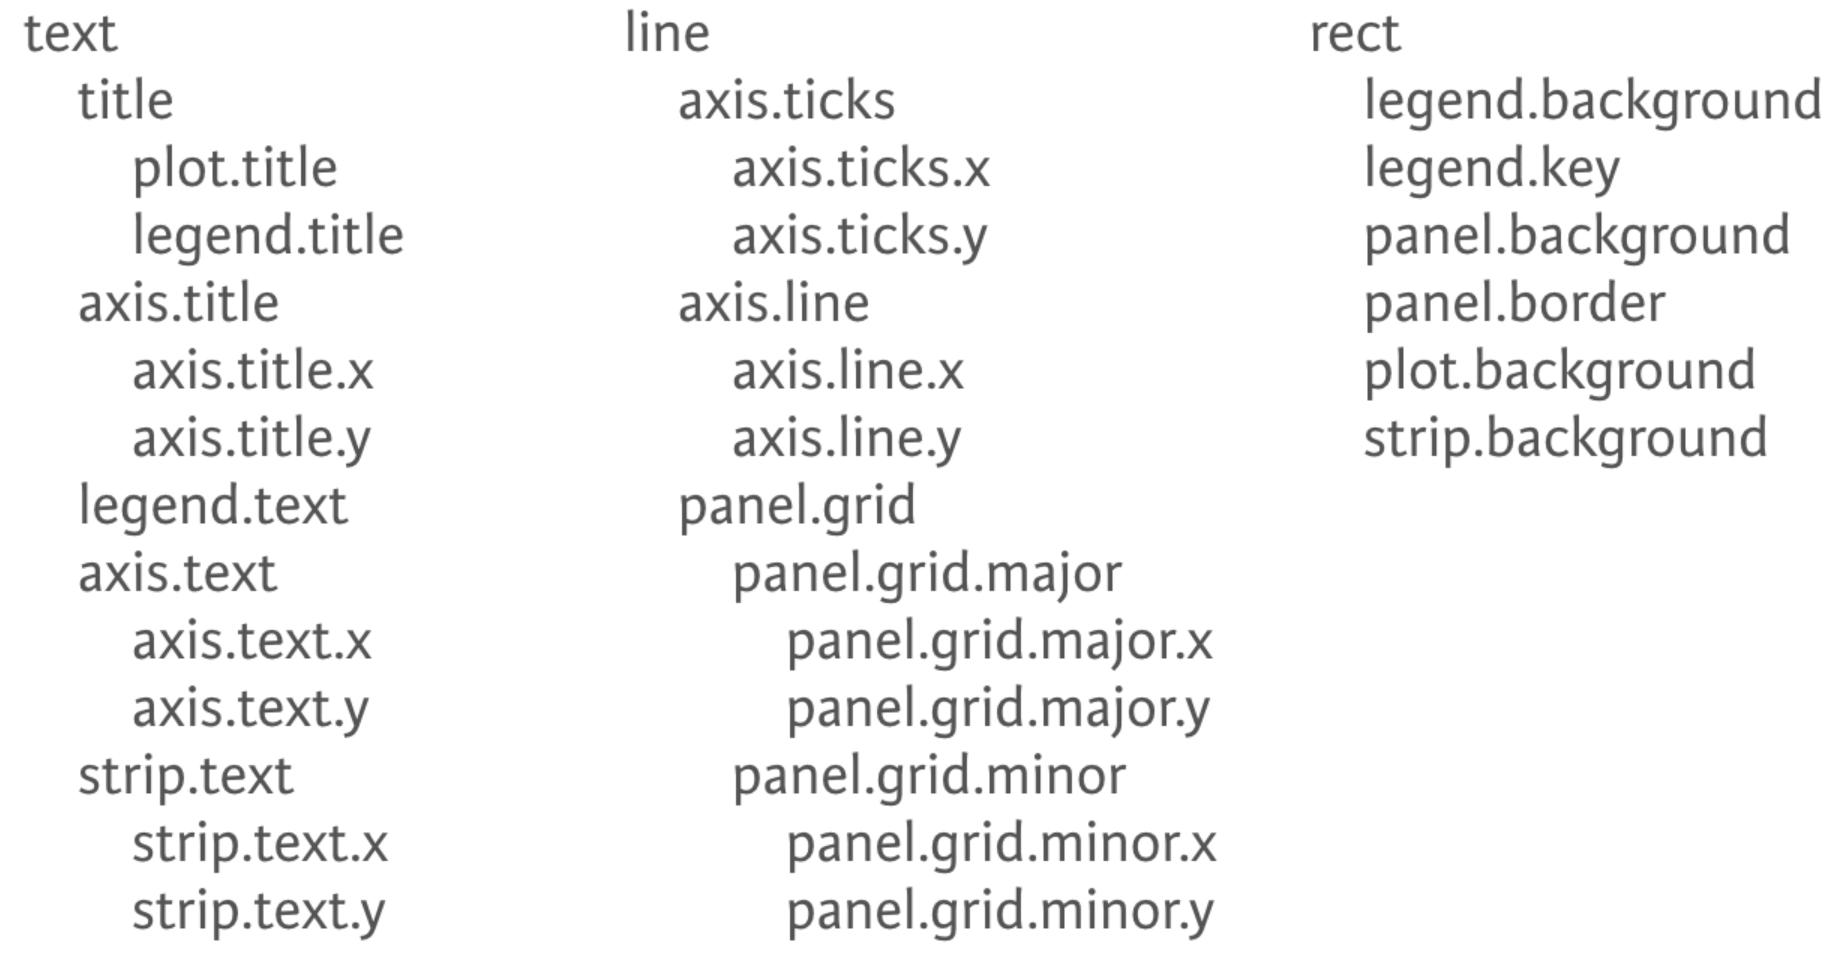 text
title
plot.title
legend.title
axis.title
axis.title.x
axis.title.y
legend.text
axis.text
axis.text.x
axis.text.y
strip.text
strip.text.x
strip.text.y
line
axis.ticks
axis.ticks.x
axis.ticks.y
axis.line
axis.line.x
axis.line.y
panel.grid
panel.grid.major
panel.grid.major.x
panel.grid.major.y
panel.grid.minor
panel.grid.minor.x
panel.grid.minor.y
rect
legend.background
legend.key
panel.background
panel.border
plot.background
strip.background